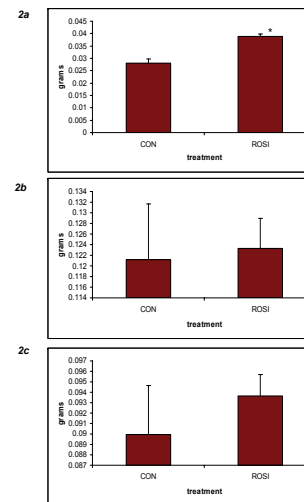 2a
0.045
0.04
0.035
0.03
0.025
0.02
0.015
0.01
0.005
0
grams
*
CON
ROSI
treatment
2b
0.134
0.132
0.13
0.128
0.126
0.124
0.122
0.12
0.118
0.116
0.114
grams
CON
ROSI
treatment
2c
0.097
0.096
0.095
0.094
0.093
0.092
0.091
0.09
0.089
0.088
0.087
grams
CON
ROSI
treatment